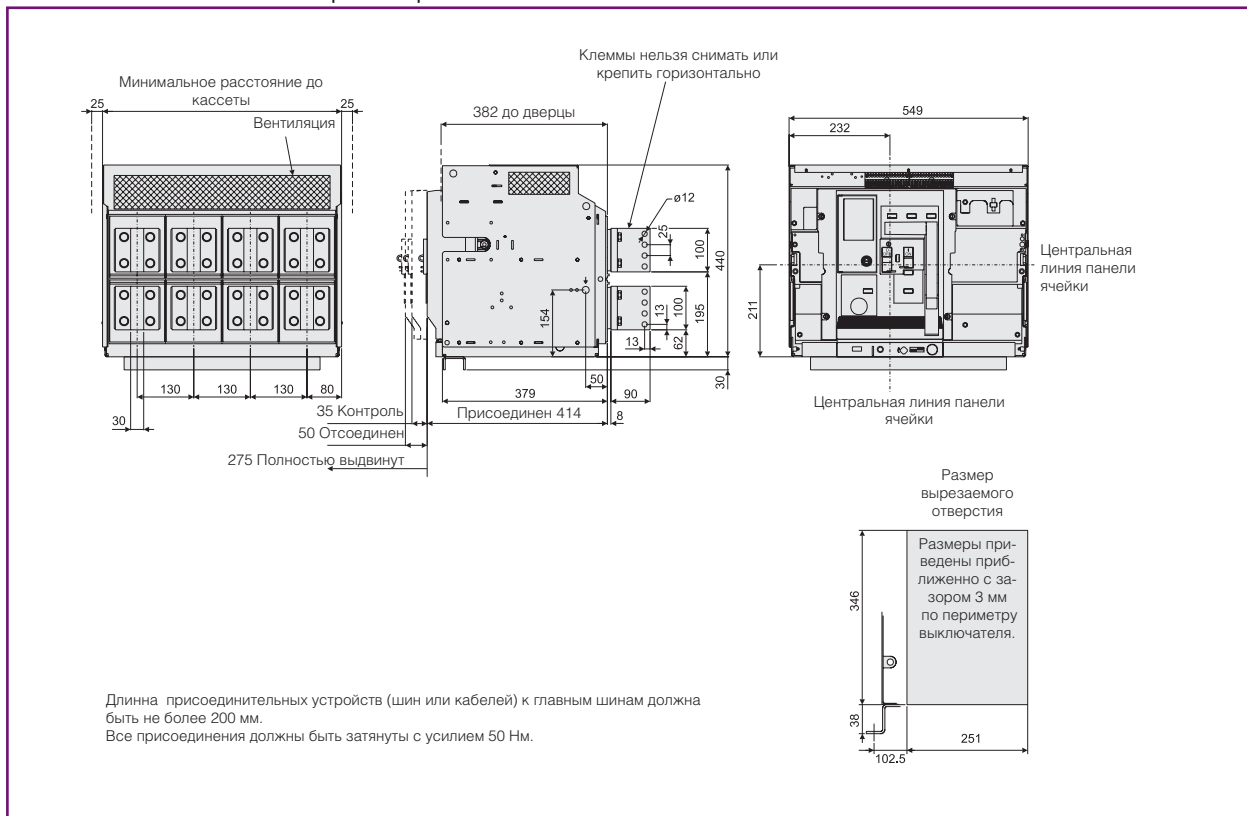 Клеммы нельзя снимать или
крепить горизонтально
Минимальное расстояние до
кассеты
25
25
Вентиляция
382 до дверцы
549
232
ø12
25
100
440
195
100
13
154
62
13
30
50
90
379
8
211
Центральная
линия панели
ячейки
Центральная линия панели
ячейки
130
130
130
80
30
35 Контроль
Присоединен 414
50 Отсоединен
275 Полностью выдвинут
Размер
вырезаемого
отверстия
Размеры при-
ведены приб-
лиженно с за-
зором 3 мм
по периметру
выключателя.
346
38
102.5
251
Длинна присоединительных устройств (шин или кабелей) к главным шинам должна
быть не более 200 мм.
Все присоединения должны быть затянуты с усилием 50 Нм.